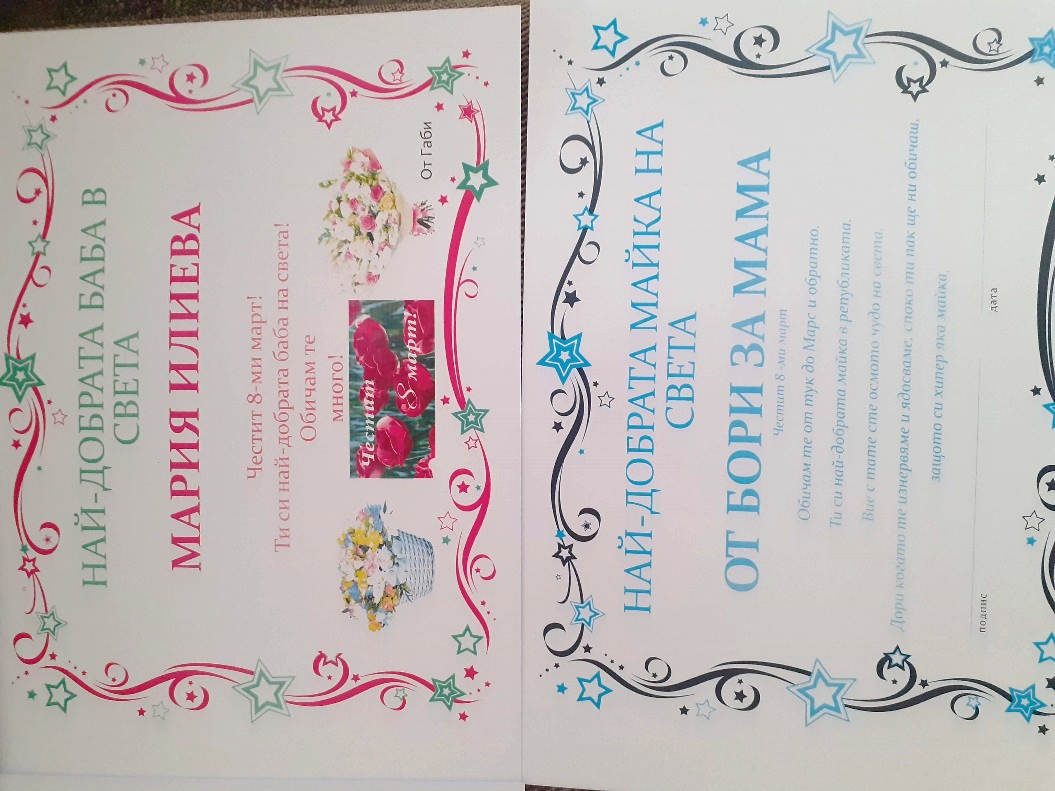 НАЙ-ДОБРАТА БАБА В
СВЕТА
МАРИЯ ИЛИЕВА
Честит 8-ми март!
Ти си най-добрата баба на света!
Обичам те
много!
Честит
8 март!
От Габи
НАЙ-ДОБРАТА МАЙКА НА
СВЕТА
ОТ БОРИ ЗА МАМА
Честит 8 -ми март
Обичам те от тук до Марс и обратно.
Ти си най-добрата майка в републиката.
Вие с тате сте осмото чудо на света.
Дори когато те изнервяме и ядосваме, споко ти пак ще ни обичаш,
защото си хипер яка майка.
подпис
дата